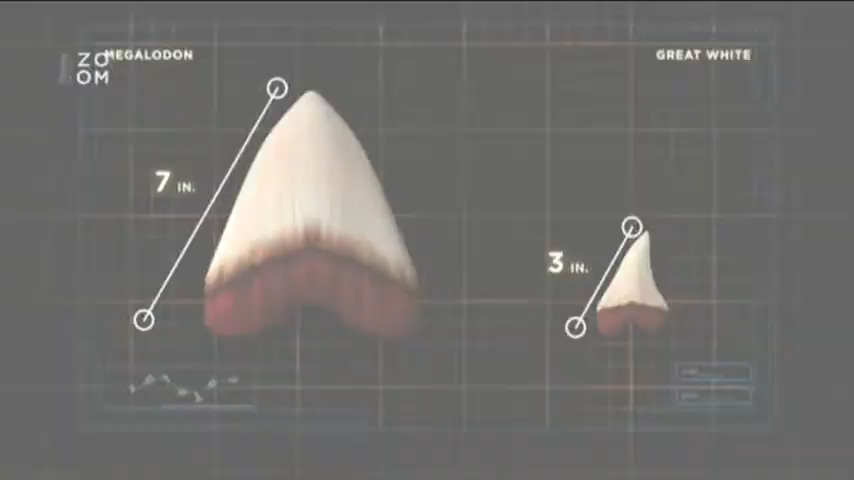 ZO
OM
MEGALODON
GREAT WHITE
7 IN.
3 IN.